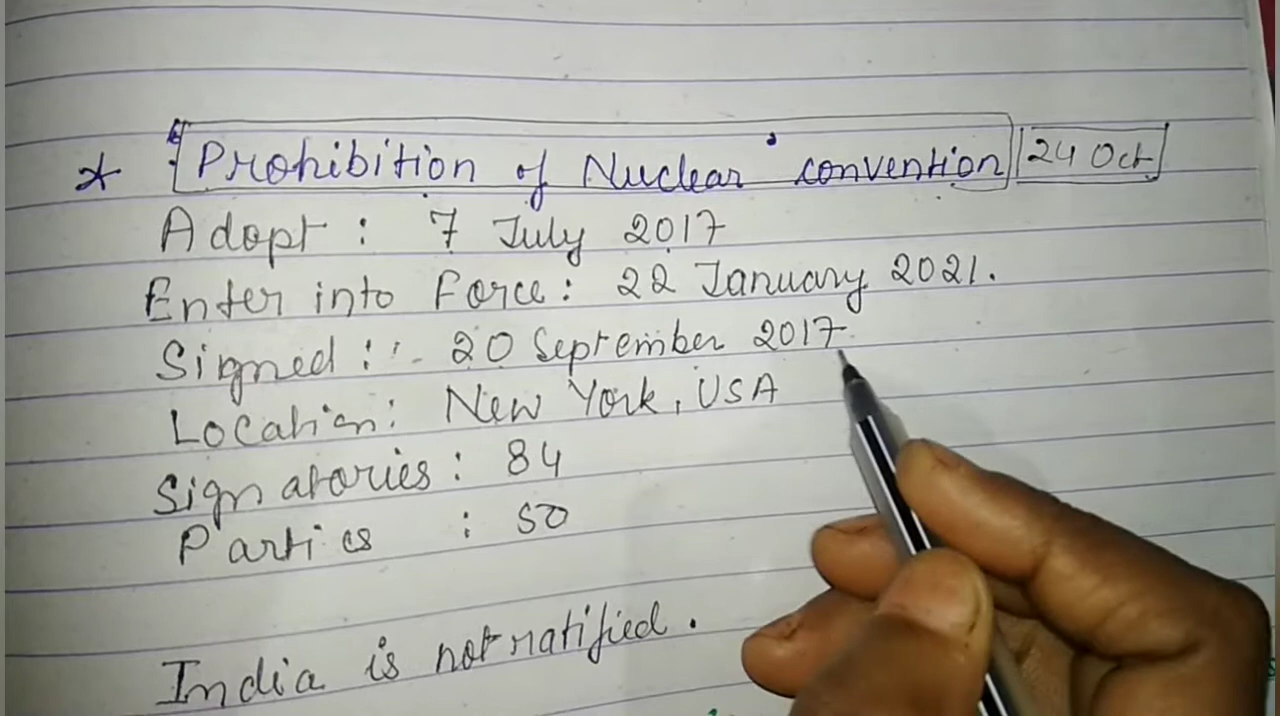 * Prohibition of Nuclear convention 24 Oct
Adopt : 7 July 2017
Enter into Force : 22 January 2021.
Signed :- 20 September 2017
Location : New York, USA
Signatories : 84
Parties : 50
India is not ratified.